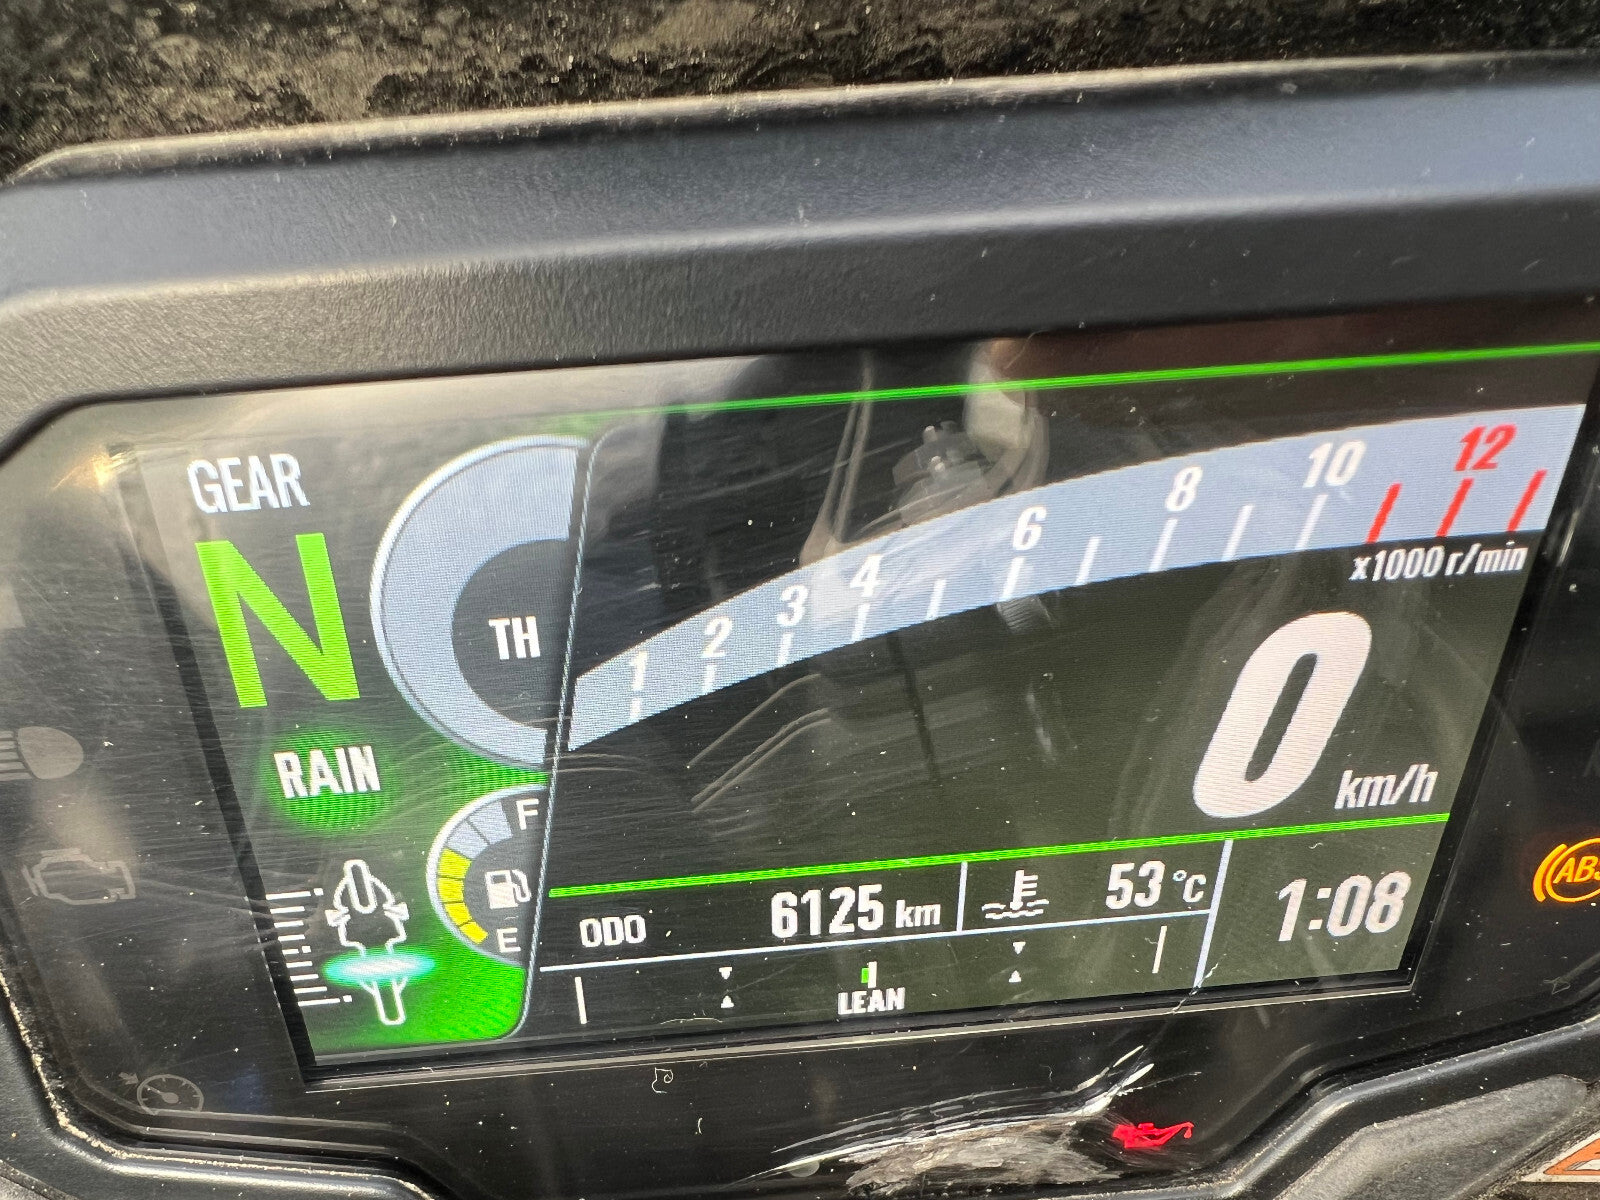 GEAR
N
TH
RAIN
F
E
1 2 3 4 6 8 10 12
x1000 r/min
0 km/h
ODO 6125 km
53 °C
1:08
LEAN
ABS